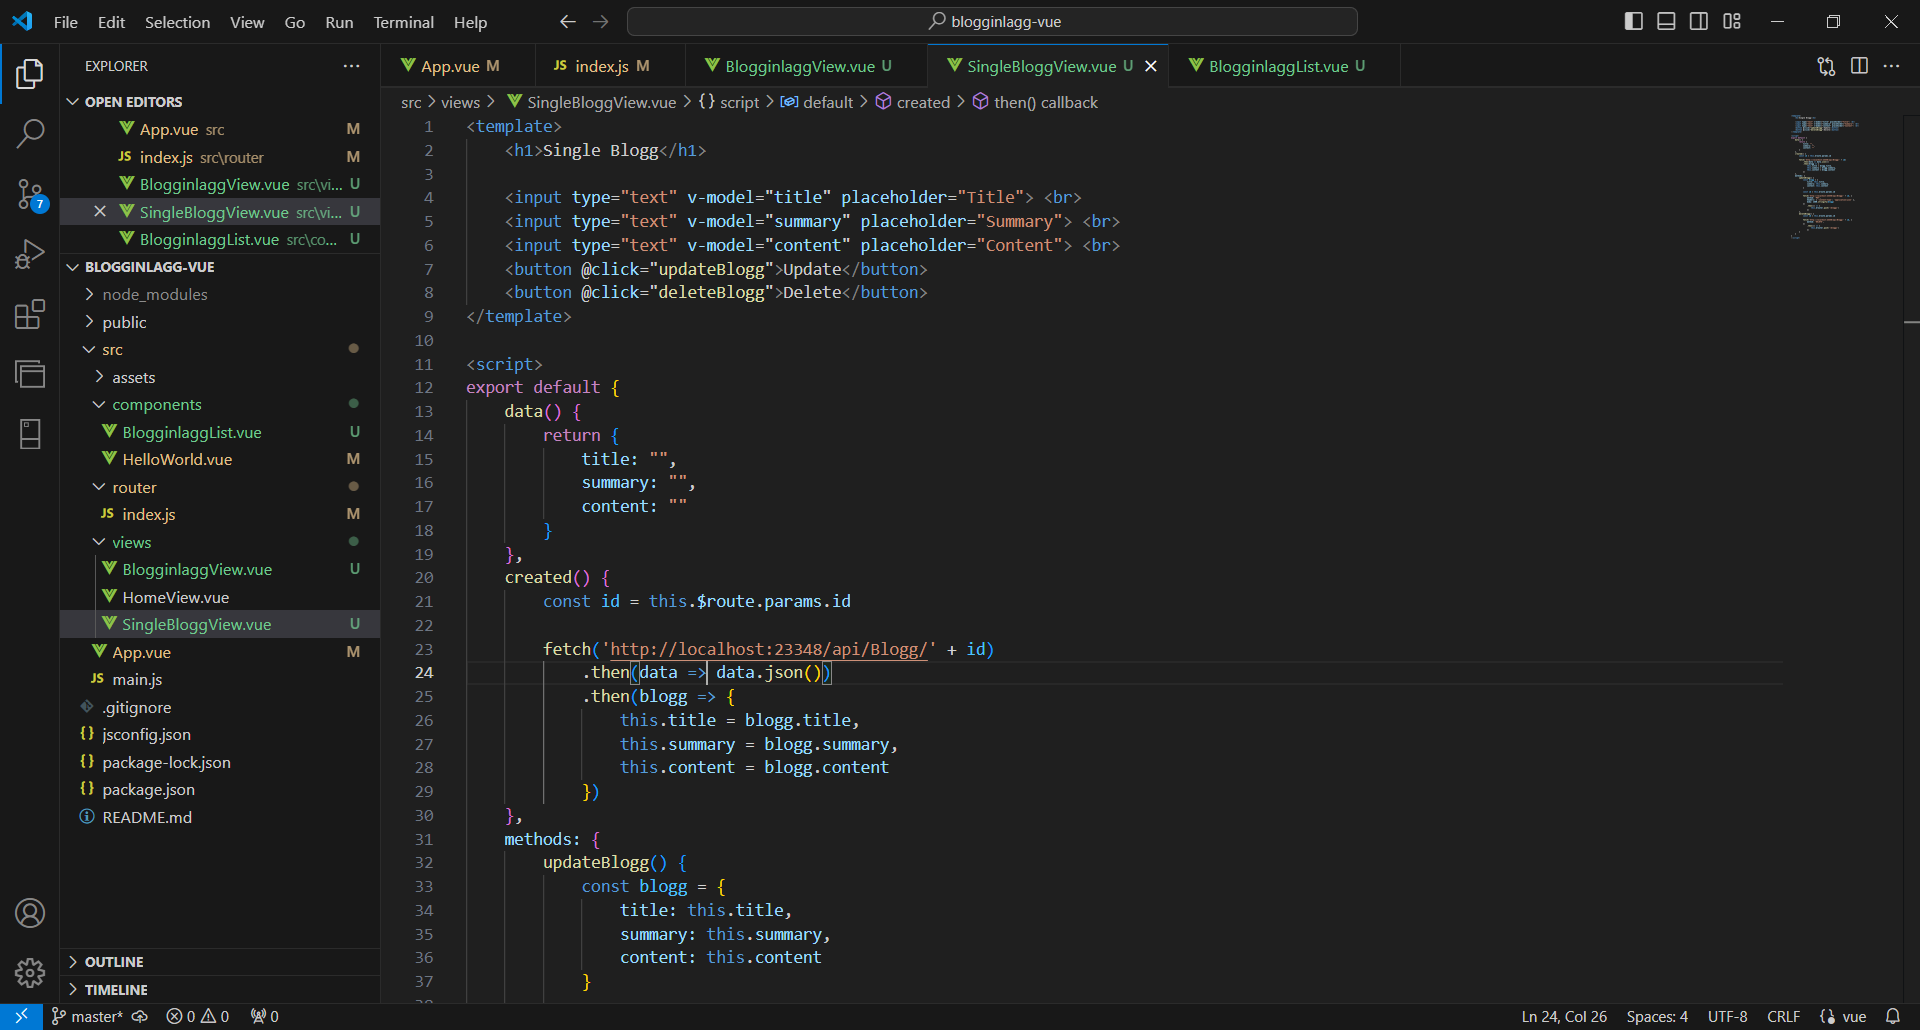 File Edit Selection View Go Run Terminal Help
blogginlagg-vue
EXPLORER
OPEN EDITORS
App.vue src M
JS index.js src\router M
BlogginlaggView.vue src\vi... U
SingleBloggView.vue src\vi... U
BlogginlaggList.vue src\co... U
BLOGGINLAGG-VUE
node_modules
public
src
assets
components
BlogginlaggList.vue U
HelloWorld.vue M
router
JS index.js M
views
BlogginlaggView.vue U
HomeView.vue
SingleBloggView.vue U
App.vue M
JS main.js
.gitignore
{} jsconfig.json
{} package-lock.json
{} package.json
README.md
OUTLINE
TIMELINE
7
App.vue M JS index.js M BlogginlaggView.vue U SingleBloggView.vue U BlogginlaggList.vue U
src > views > SingleBloggView.vue > {} script > default > created > then() callback
1 <template>
2 <h1>Single Blogg</h1>
3
4 <input type="text" v-model="title" placeholder="Title"> <br>
5 <input type="text" v-model="summary" placeholder="Summary"> <br>
6 <input type="text" v-model="content" placeholder="Content"> <br>
7 <button @click="updateBlogg">Update</button>
8 <button @click="deleteBlogg">Delete</button>
9 </template>
10
11 <script>
12 export default {
13 data() {
14 return {
15 title: "",
16 summary: "",
17 content: ""
18 }
19 },
20 created() {
21 const id = this.$route.params.id
22
23 fetch('http://localhost:23348/api/Blogg/' + id)
24 .then(data => data.json())
25 .then(blogg => {
26 this.title = blogg.title,
27 this.summary = blogg.summary,
28 this.content = blogg.content
29 })
30 },
31 methods: {
32 updateBlogg() {
33 const blogg = {
34 title: this.title,
35 summary: this.summary,
36 content: this.content
37 }
master* 0 0 0
Ln 24, Col 26 Spaces: 4 UTF-8 CRLF {} vue